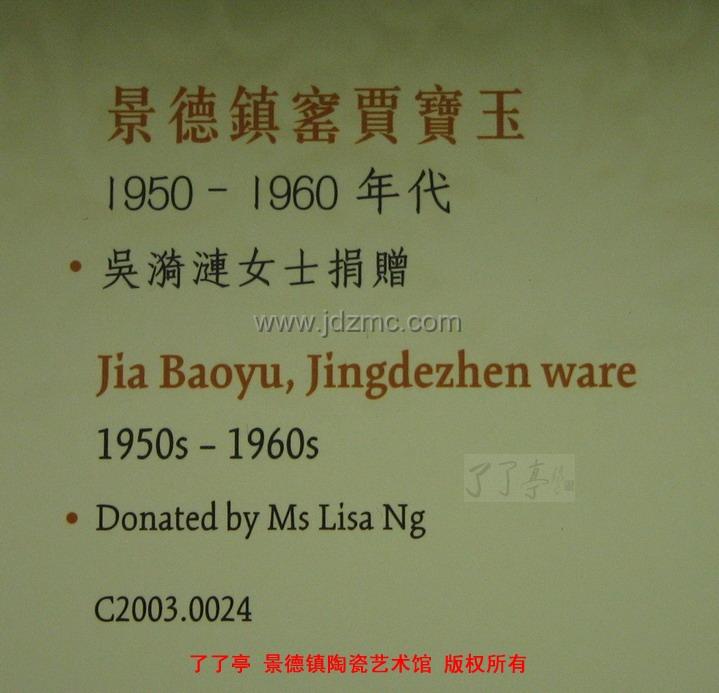 景德鎮窰賈寶玉
1950 – 1960 年代
• 吳漪漣女士捐贈
www.jdzmc.com
Jia Baoyu, Jingdezhen ware
1950s – 1960s
了了亭
• Donated by Ms Lisa Ng
C2003.0024
了了亭 景德镇陶瓷艺术馆 版权所有